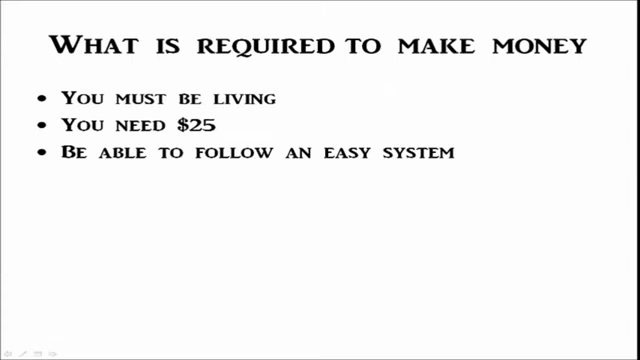 What is required to make money
• You must be living
• You need $25
• Be able to follow an easy system